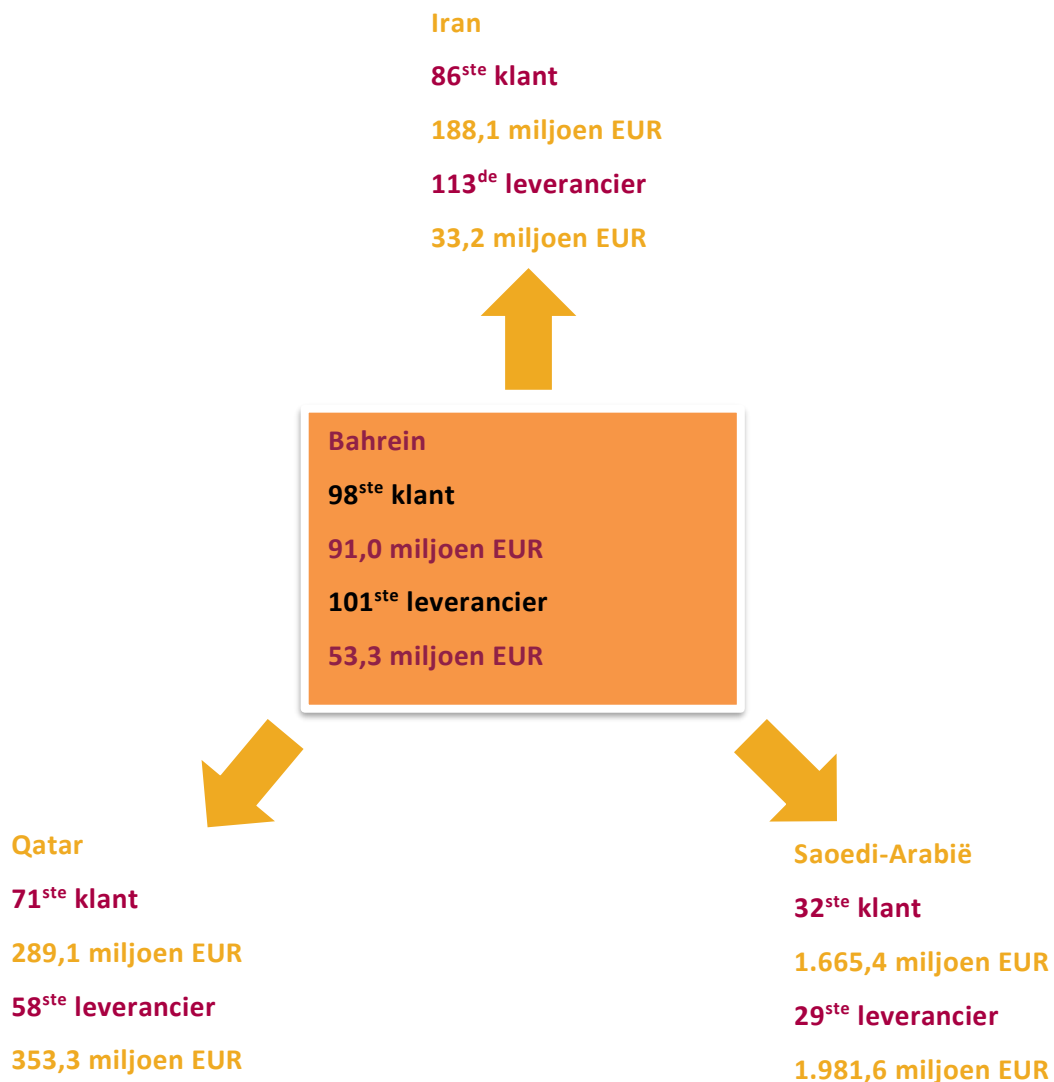 Iran
86ste klant
188,1 miljoen EUR
113de leverancier
33,2 miljoen EUR
Bahrein
98ste klant
91,0 miljoen EUR
101ste leverancier
53,3 miljoen EUR
Qatar
71ste klant
289,1 miljoen EUR
58ste leverancier
353,3 miljoen EUR
Saoedi-Arabië
32ste klant
1.665,4 miljoen EUR
29ste leverancier
1.981,6 miljoen EUR